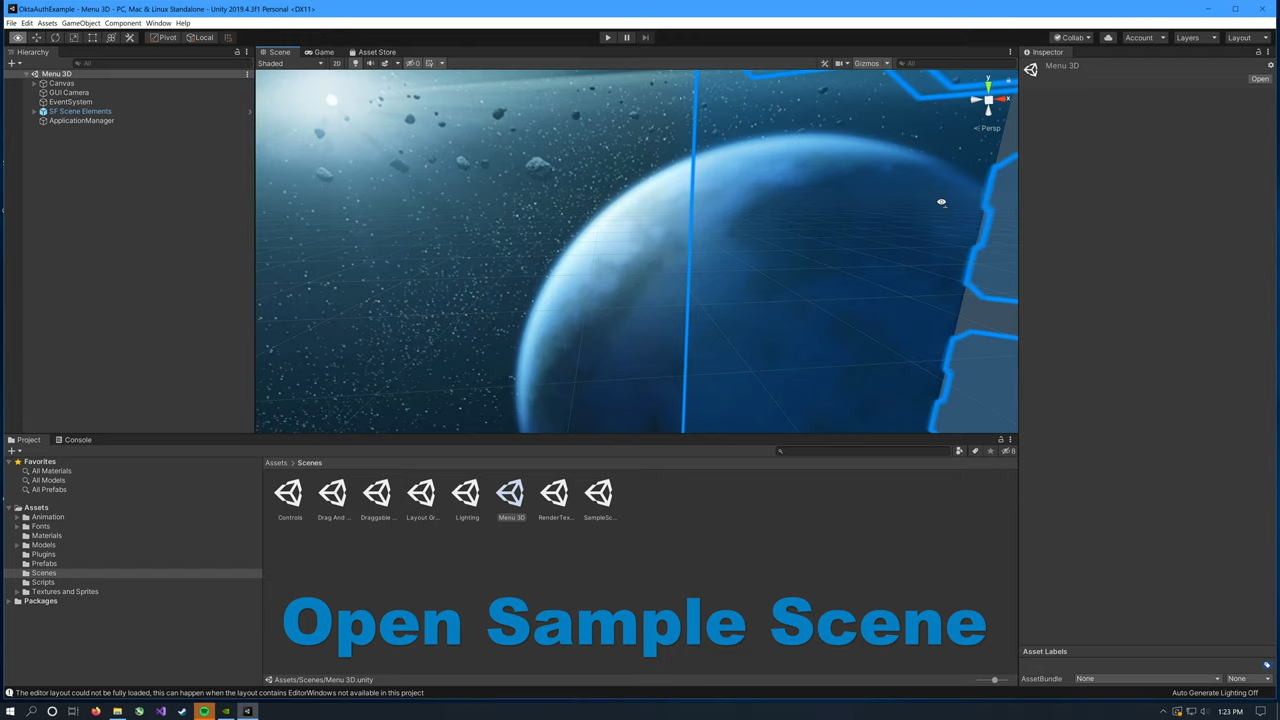 OktaAuthExample - Menu 3D - PC, Mac & Linux Standalone - Unity 2019.4.3f1 Personal <DX11>
File Edit Assets GameObject Component Window Help
Pivot Local Collab Account Layers Layout
Hierarchy Scene Game Asset Store Inspector
All Shaded 2D 0 Gizmos All
Menu 3D
Canvas
GUI Camera
EventSystem
SF Scene Elements
ApplicationManager
y
x
Persp
Menu 3D
Open
Project Console
8
Favorites
All Materials
All Models
All Prefabs
Assets
Animation
Fonts
Materials
Models
Plugins
Prefabs
Scenes
Scripts
Textures and Sprites
Packages
Assets > Scenes
Controls Drag And ... Draggable ... Layout Gr... Lighting Menu 3D RenderTex... SampleSc...
Open Sample Scene
Assets/Scenes/Menu 3D.unity
Asset Labels
AssetBundle None None
The editor layout could not be fully loaded, this can happen when the layout contains EditorWindows not available in this project
Auto Generate Lighting Off
1:23 PM